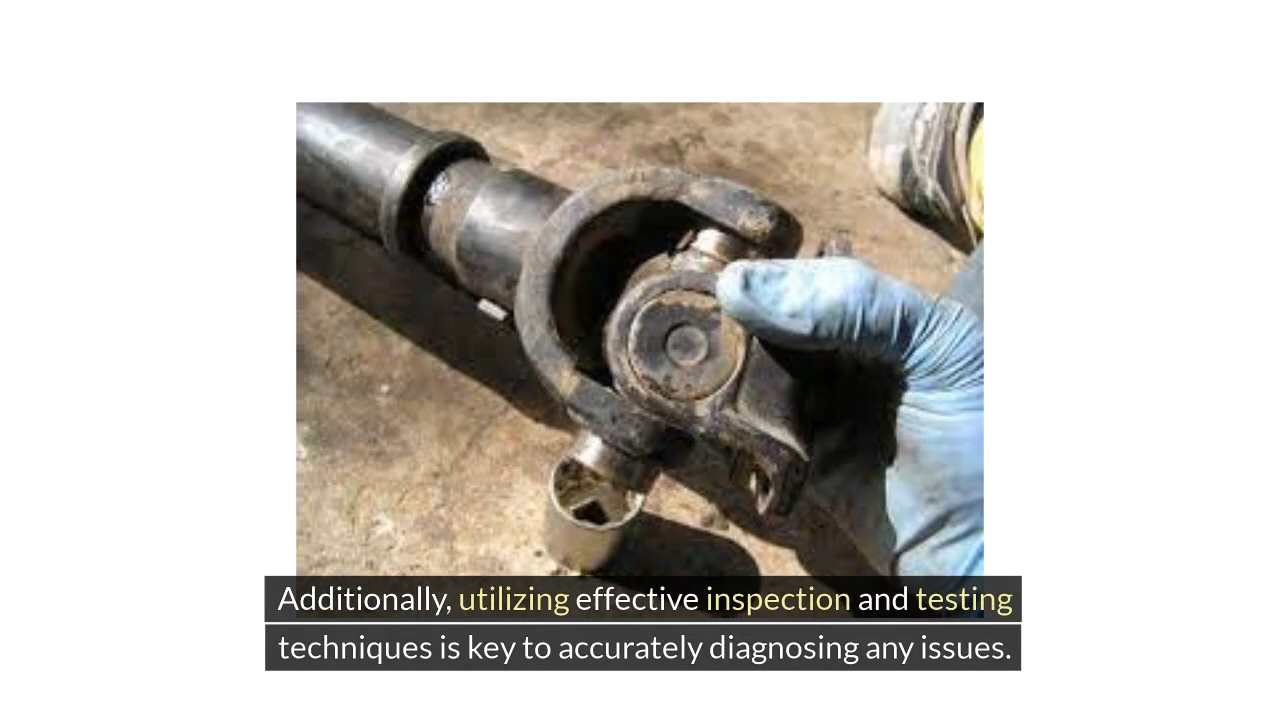 Additionally, utilizing effective inspection and testing
techniques is key to accurately diagnosing any issues.